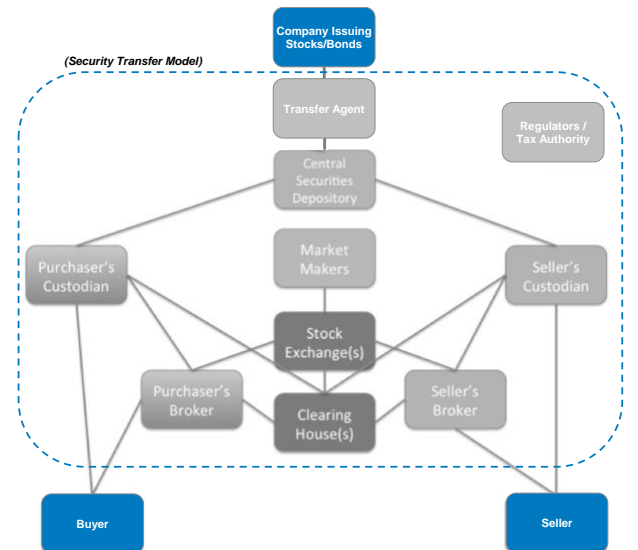 Company Issuing
Stocks/Bonds
(Security Transfer Model)
Transfer Agent
Regulators /
Tax Authority
Central
Securities
Depository
Market
Makers
Purchaser's
Custodian
Seller's
Custodian
Stock
Exchange(s)
Purchaser's
Broker
Seller's
Broker
Clearing
House(s)
Buyer
Seller